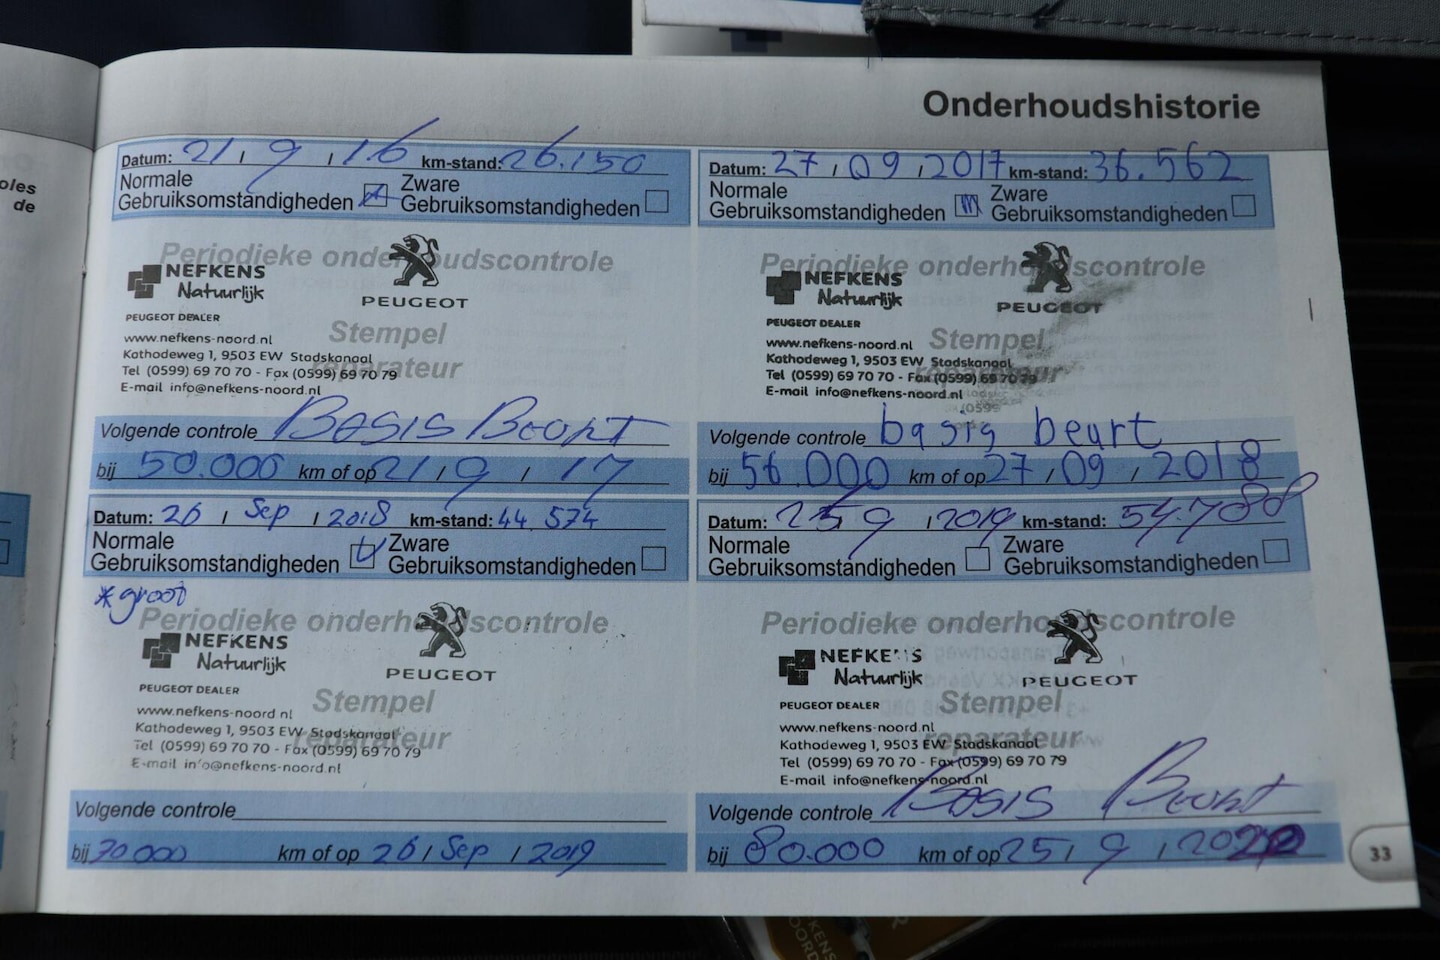 Onderhoudshistorie
oles
de
Datum: 21 / 9 / 16 km-stand: 26.150
Normale Gebruiksomstandigheden Zware Gebruiksomstandigheden
Periodieke onderhoudscontrole
NEFKENS
Natuurlijk
PEUGEOT
PEUGEOT DEALER
Stempel
www.nefkens-noord.nl
Kathodeweg 1, 9503 EW Stadskanaal
reparateur
Tel (0599) 69 70 70 - Fax (0599) 69 70 79
E-mail info@nefkens-noord.nl
Volgende controle Basis Beurt
bij 50.000 km of op 21 / 9 / 17
Datum: 27 / 09 / 2017 km-stand: 36.562
Normale Gebruiksomstandigheden Zware Gebruiksomstandigheden
Periodieke onderhoudscontrole
NEFKENS
Natuurlijk
PEUGEOT
PEUGEOT DEALER
Stempel
www.nefkens-noord.nl
Kathodeweg 1, 9503 EW Stadskanaal
reparateur
Tel (0599) 69 70 70 - Fax (0599) 69 70 79
E-mail info@nefkens-noord.nl
(0599
Volgende controle basis beurt
bij 56.000 km of op 27 / 09 / 2018
Datum: 26 / Sep / 2018 km-stand: 44.574
Normale Gebruiksomstandigheden Zware Gebruiksomstandigheden
*groot
Periodieke onderhoudscontrole
NEFKENS
Natuurlijk
PEUGEOT
PEUGEOT DEALER
Stempel
www.nefkens-noord nl
Kathodeweg 1, 9503 EW Stadskanaal
reparateur
Tel (0599) 69 70 70 - Fax (0599) 69 70 79
E-mail info@nefkens-noord.nl
Volgende controle
bij 70.000 km of op 26 / Sep / 2019
Datum: 25 / 9 / 2019 km-stand: 54.788
Normale Gebruiksomstandigheden Zware Gebruiksomstandigheden
Periodieke onderhoudscontrole
NEFKENS
Natuurlijk
PEUGEOT
PEUGEOT DEALER
Stempel
www.nefkens-noord.nl
Kathodeweg 1, 9503 EW Stadskanaal
reparateur
Tel (0599) 69 70 70 - Fax (0599) 69 70 79
E-mail info@nefkens-noord.nl
Volgende controle Basis Beurt
bij 80.000 km of op 25 / 9 / 2020
33